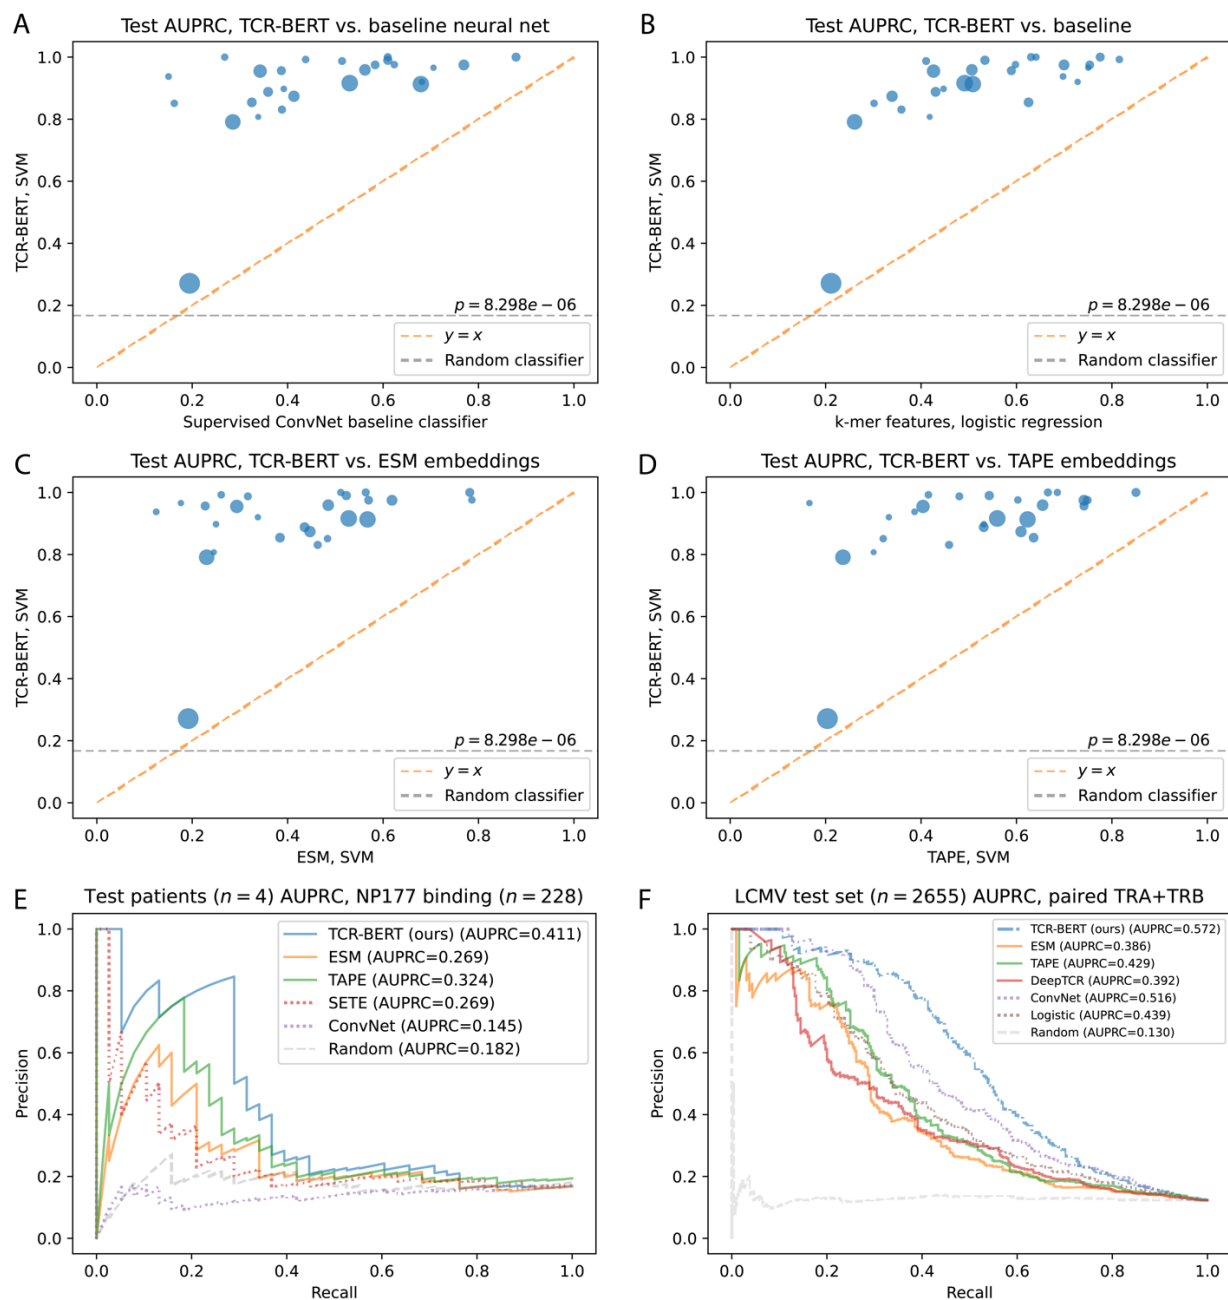 A
Test AUPRC, TCR-BERT vs. baseline neural net
1.0
0.8
0.6
0.4
0.2
0.0
TCR-BERT, SVM
p = 8.298e − 06
y = x
Random classifier
0.0 0.2 0.4 0.6 0.8 1.0
Supervised ConvNet baseline classifier
B
Test AUPRC, TCR-BERT vs. baseline
1.0
0.8
0.6
0.4
0.2
0.0
TCR-BERT, SVM
p = 8.298e − 06
y = x
Random classifier
0.0 0.2 0.4 0.6 0.8 1.0
k-mer features, logistic regression
C
Test AUPRC, TCR-BERT vs. ESM embeddings
1.0
0.8
0.6
0.4
0.2
0.0
TCR-BERT, SVM
p = 8.298e − 06
y = x
Random classifier
0.0 0.2 0.4 0.6 0.8 1.0
ESM, SVM
D
Test AUPRC, TCR-BERT vs. TAPE embeddings
1.0
0.8
0.6
0.4
0.2
0.0
TCR-BERT, SVM
p = 8.298e − 06
y = x
Random classifier
0.0 0.2 0.4 0.6 0.8 1.0
TAPE, SVM
E
Test patients (n = 4) AUPRC, NP177 binding (n = 228)
1.0
0.8
0.6
0.4
0.2
0.0
Precision
TCR-BERT (ours) (AUPRC=0.411)
ESM (AUPRC=0.269)
TAPE (AUPRC=0.324)
SETE (AUPRC=0.269)
ConvNet (AUPRC=0.145)
Random (AUPRC=0.182)
0.0 0.2 0.4 0.6 0.8 1.0
Recall
F
LCMV test set (n = 2655) AUPRC, paired TRA+TRB
1.0
0.8
0.6
0.4
0.2
0.0
Precision
TCR-BERT (ours) (AUPRC=0.572)
ESM (AUPRC=0.386)
TAPE (AUPRC=0.429)
DeepTCR (AUPRC=0.392)
ConvNet (AUPRC=0.516)
Logistic (AUPRC=0.439)
Random (AUPRC=0.130)
0.0 0.2 0.4 0.6 0.8 1.0
Recall